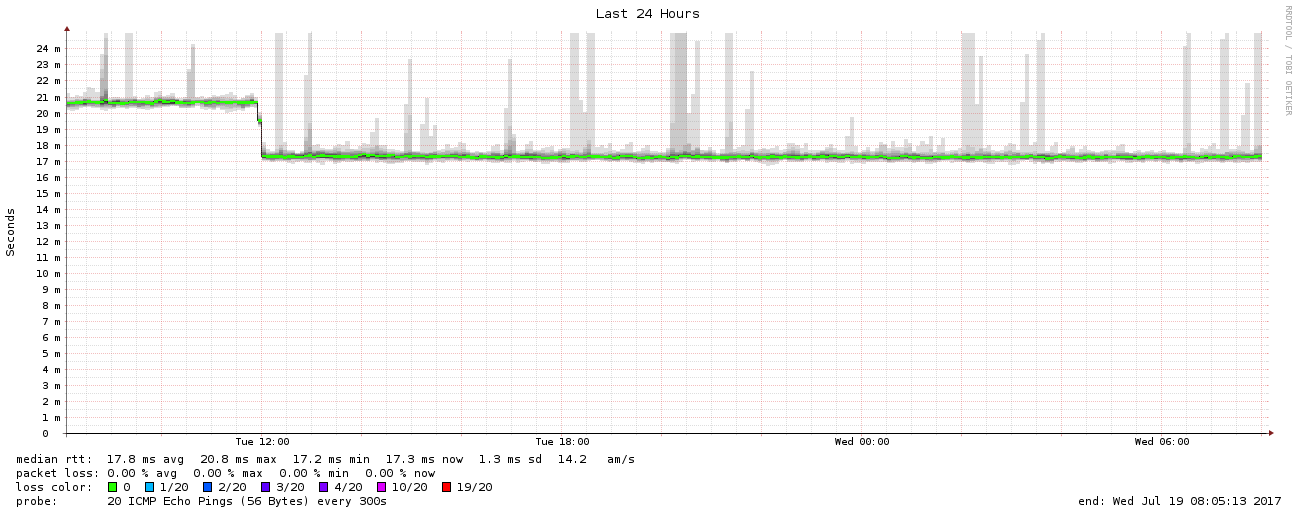 Last 24 Hours
RRDTOOL / TOBI OETIKER
Seconds
24 m
23 m
22 m
21 m
20 m
19 m
18 m
17 m
16 m
15 m
14 m
13 m
12 m
11 m
10 m
9 m
8 m
7 m
6 m
5 m
4 m
3 m
2 m
1 m
0
Tue 12:00 Tue 18:00 Wed 00:00 Wed 06:00
median rtt: 17.8 ms avg 20.8 ms max 17.2 ms min 17.3 ms now 1.3 ms sd 14.2 am/s
packet loss: 0.00 % avg 0.00 % max 0.00 % min 0.00 % now
loss color: 0 1/20 2/20 3/20 4/20 10/20 19/20
probe: 20 ICMP Echo Pings (56 Bytes) every 300s end: Wed Jul 19 08:05:13 2017